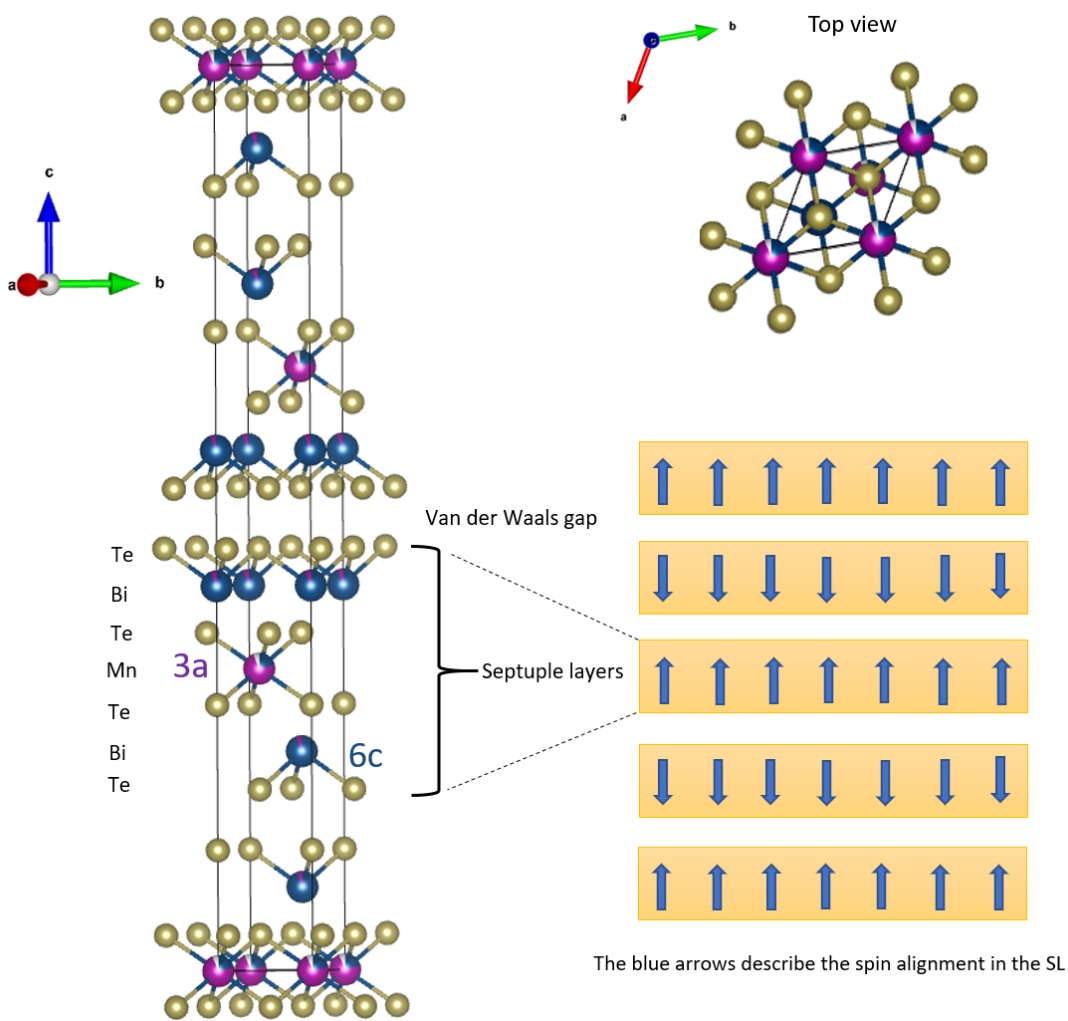 Top view
b
a
c
a
b
Van der Waals gap
Te
Bi
Te
Mn
3a
Te
Bi
6c
Te
Septuple layers
The blue arrows describe the spin alignment in the SL